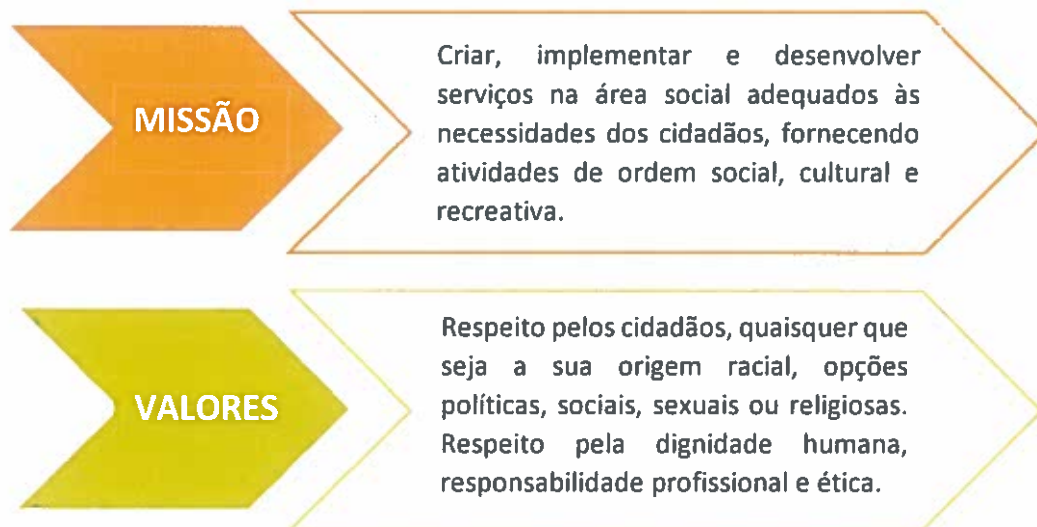 MISSÃO
Criar, implementar e desenvolver
serviços na área social adequados às
necessidades dos cidadãos, fornecendo
atividades de ordem social, cultural e
recreativa.
VALORES
Respeito pelos cidadãos, quaisquer que
seja a sua origem racial, opções
políticas, sociais, sexuais ou religiosas.
Respeito pela dignidade humana,
responsabilidade profissional e ética.